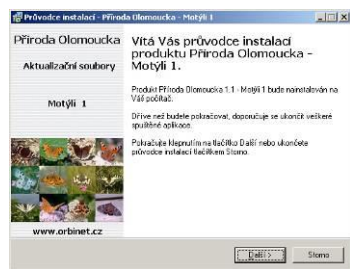 Průvodce instalací - Příroda Olomoucka - Motýli 1
Příroda Olomoucka
Aktualizační soubory
Motýli 1
www.orbinet.cz
Vítá Vás průvodce instalací
produktu Příroda Olomoucka -
Motýli 1.
Produkt Příroda Olomoucka 1.1 - Motýli 1 bude nainstalován na
Váš počítač.
Dříve než budete pokračovat, doporučuje se ukončit veškeré
spuštěné aplikace.
Pokračujte klepnutím na tlačítko Další nebo ukončete
průvodce instalací tlačítkem Storno.
Další >
Storno